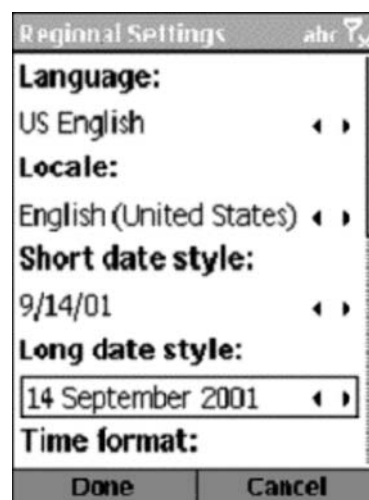 Regional Settings abc
Language:
US English
Locale:
English (United States)
Short date style:
9/14/01
Long date style:
14 September 2001
Time format:
Done Cancel